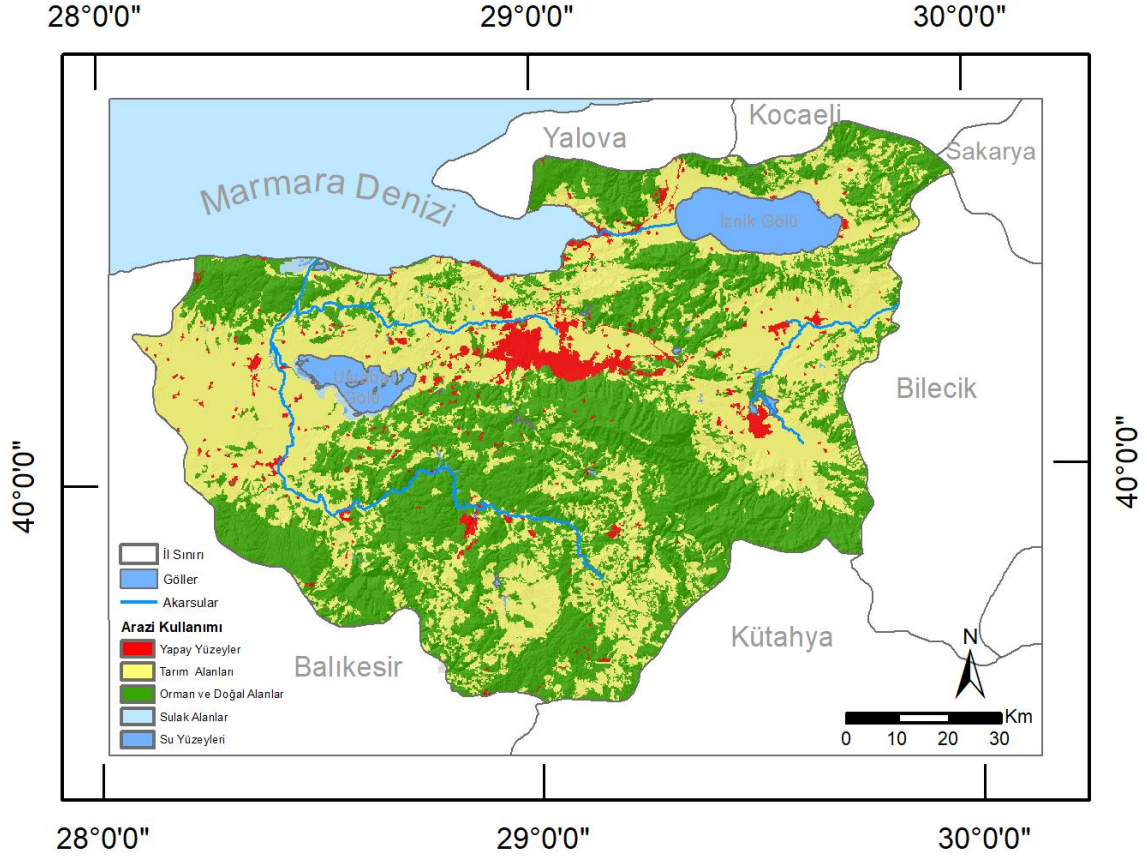 28°0'0"
29°0'0"
30°0'0"
Kocaeli
Yalova
Sakarya
Marmara Denizi
İznik Gölü
Uluabat
Gölü
Bilecik
40°0'0"
40°0'0"
İl Sınırı
Göller
Akarsular
Arazi Kullanımı
Yapay Yüzeyler
Tarım Alanları
Orman ve Doğal Alanlar
Sulak Alanlar
Su Yüzeyleri
Balıkesir
Kütahya
N
Km
0 10 20 30
28°0'0"
29°0'0"
30°0'0"